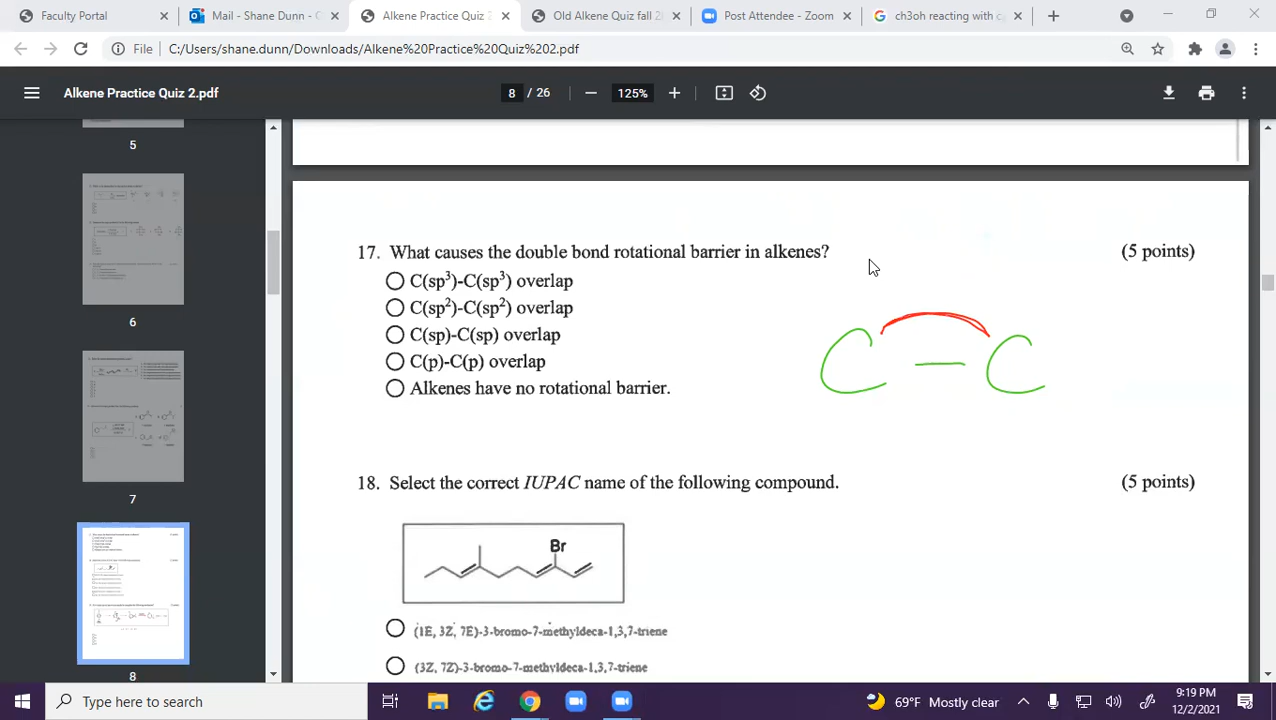 Faculty Portal
Mail - Shane Dunn - C
Alkene Practice Quiz 2
Old Alkene Quiz fall 2
Post Attendee - Zoom
ch3oh reacting with c
File
C:/Users/shane.dunn/Downloads/Alkene%20Practice%20Quiz%202.pdf
Alkene Practice Quiz 2.pdf
8 / 26
125%
5
6
7
8
17. What causes the double bond rotational barrier in alkenes? (5 points)
C(sp³)-C(sp³) overlap
C(sp²)-C(sp²) overlap
C(sp)-C(sp) overlap
C(p)-C(p) overlap
Alkenes have no rotational barrier.
C — C
18. Select the correct IUPAC name of the following compound. (5 points)
Br
(1E, 3Z, 7E)-3-bromo-7-methyldeca-1,3,7-triene
(3Z, 7Z)-3-bromo-7-methyldeca-1,3,7-triene
Type here to search
69°F Mostly clear
9:19 PM
12/2/2021